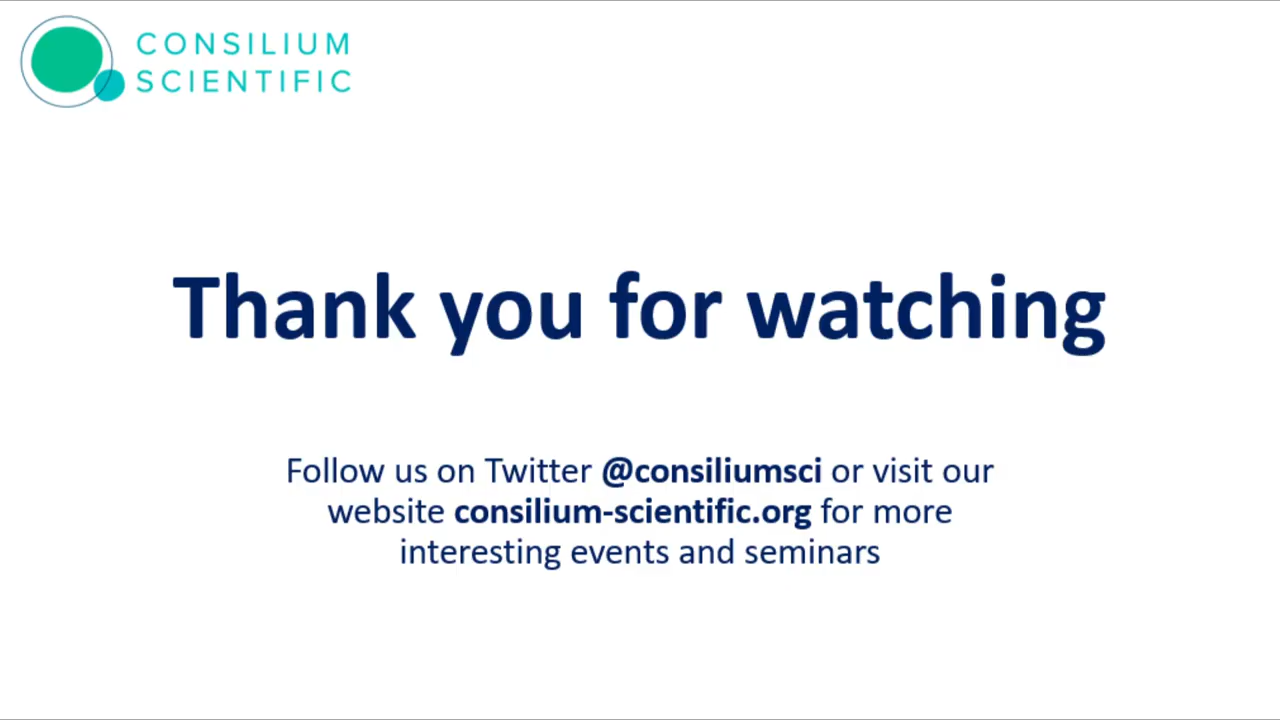 CONSILIUM
SCIENTIFIC
Thank you for watching
Follow us on Twitter @consiliumsci or visit our
website consilium-scientific.org for more
interesting events and seminars